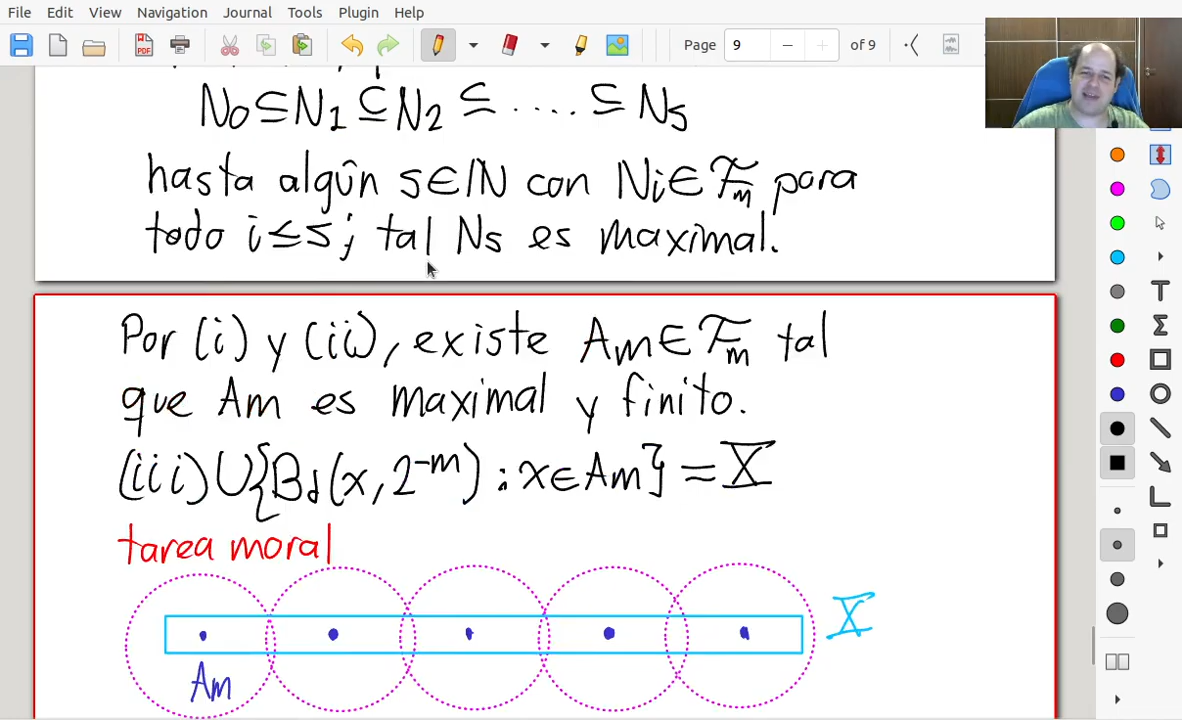 File Edit View Navigation Journal Tools Plugin Help
Page 9 of 9
N0⊆N1⊆N2⊆....⊆Ns
hasta algún s∈ℕ con Ni∈ℱm para
todo i≤s; tal Ns es maximal.
Por (i) y (ii), existe Am∈ℱm tal
que Am es maximal y finito.
(iii) ∪{Bd(x, 2^-m) : x∈Am} = X
tarea moral
X
Am